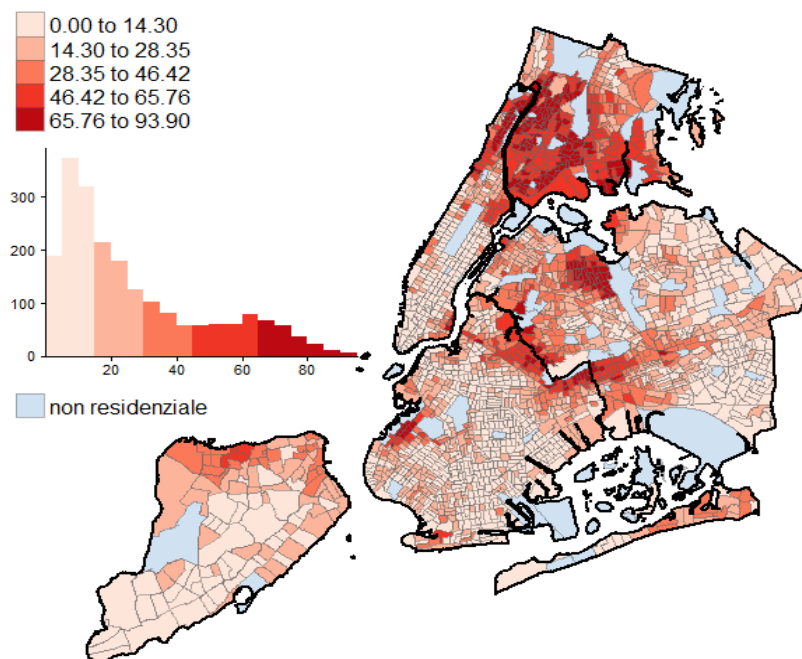 0.00 to 14.30
14.30 to 28.35
28.35 to 46.42
46.42 to 65.76
65.76 to 93.90
300
200
100
0
20 40 60 80
non residenziale